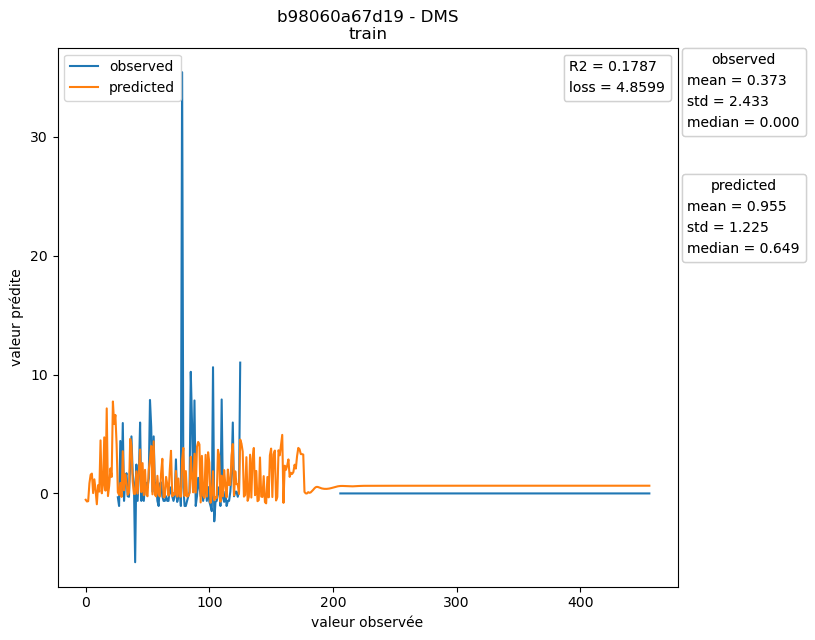 b98060a67d19 - DMS
train
observed
predicted
R2 = 0.1787
loss = 4.8599
observed
mean = 0.373
std = 2.433
median = 0.000
predicted
mean = 0.955
std = 1.225
median = 0.649
valeur prédite
30
20
10
0
0
100
200
300
400
valeur observée